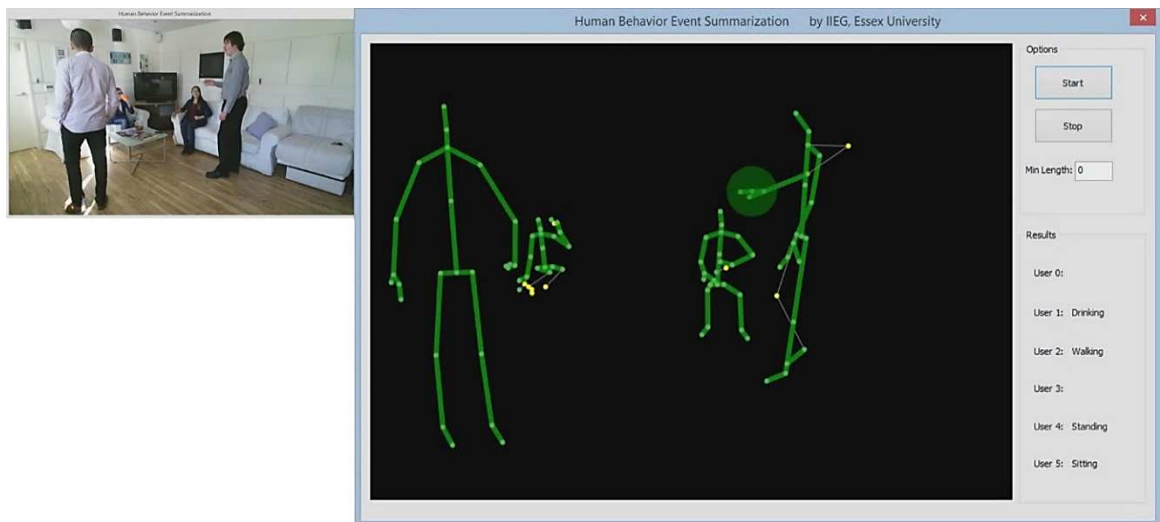 Human Behavior Event Summarization
Human Behavior Event Summarization by IIEG, Essex University
Options
Start
Stop
Min Length: 0
Results
User 0:
User 1: Drinking
User 2: Walking
User 3:
User 4: Standing
User 5: Sitting